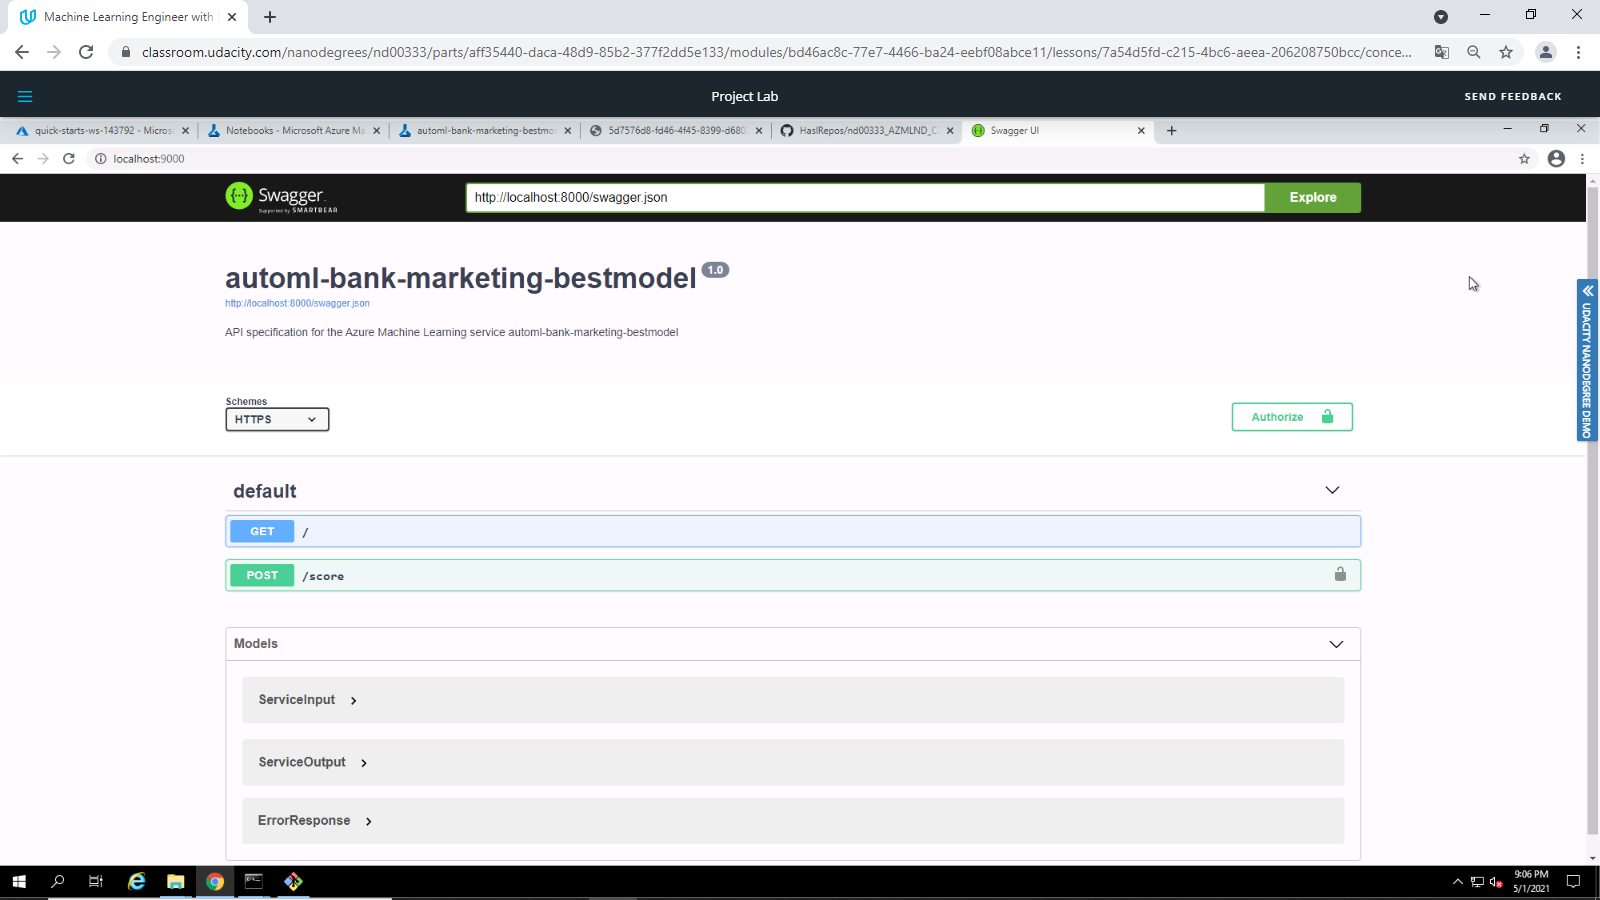 Machine Learning Engineer with
classroom.udacity.com/nanodegrees/nd00333/parts/aff35440-daca-48d9-85b2-377f2dd5e133/modules/bd46ac8c-77e7-4466-ba24-eebf08abce11/lessons/7a54d5fd-c215-4bc6-aeea-206208750bcc/conce...
Project Lab
SEND FEEDBACK
quick-starts-ws-143792 - Micros
Notebooks - Microsoft Azure Ma
automl-bank-marketing-bestmo
5d7576d8-fd46-4f45-8399-d680
HaslRepos/nd00333_AZMLND_C
Swagger UI
localhost:9000
Swagger
Supported by SMARTBEAR
http://localhost:8000/swagger.json
Explore
automl-bank-marketing-bestmodel 1.0
http://localhost:8000/swagger.json
API specification for the Azure Machine Learning service automl-bank-marketing-bestmodel
UDACITY NANODEGREE DEMO
Schemes
HTTPS
Authorize
default
GET /
POST /score
Models
ServiceInput
ServiceOutput
ErrorResponse
9:06 PM
5/1/2021